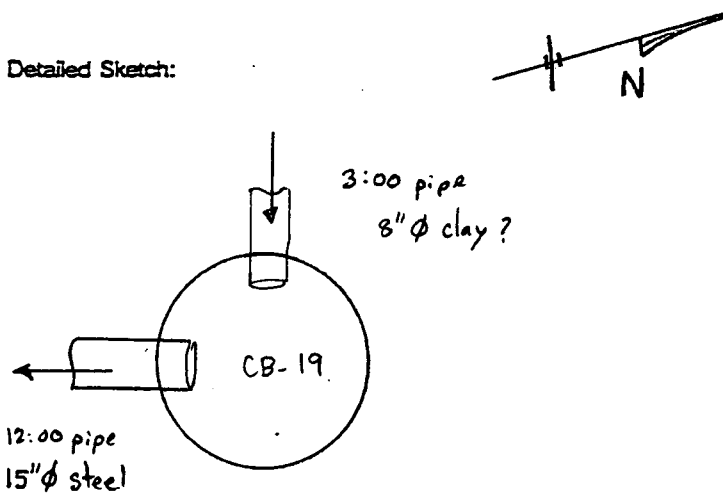 Detailed Sketch:
N
3:00 pipe
8"Ø clay?
CB-19
12:00 pipe
15"Ø steel